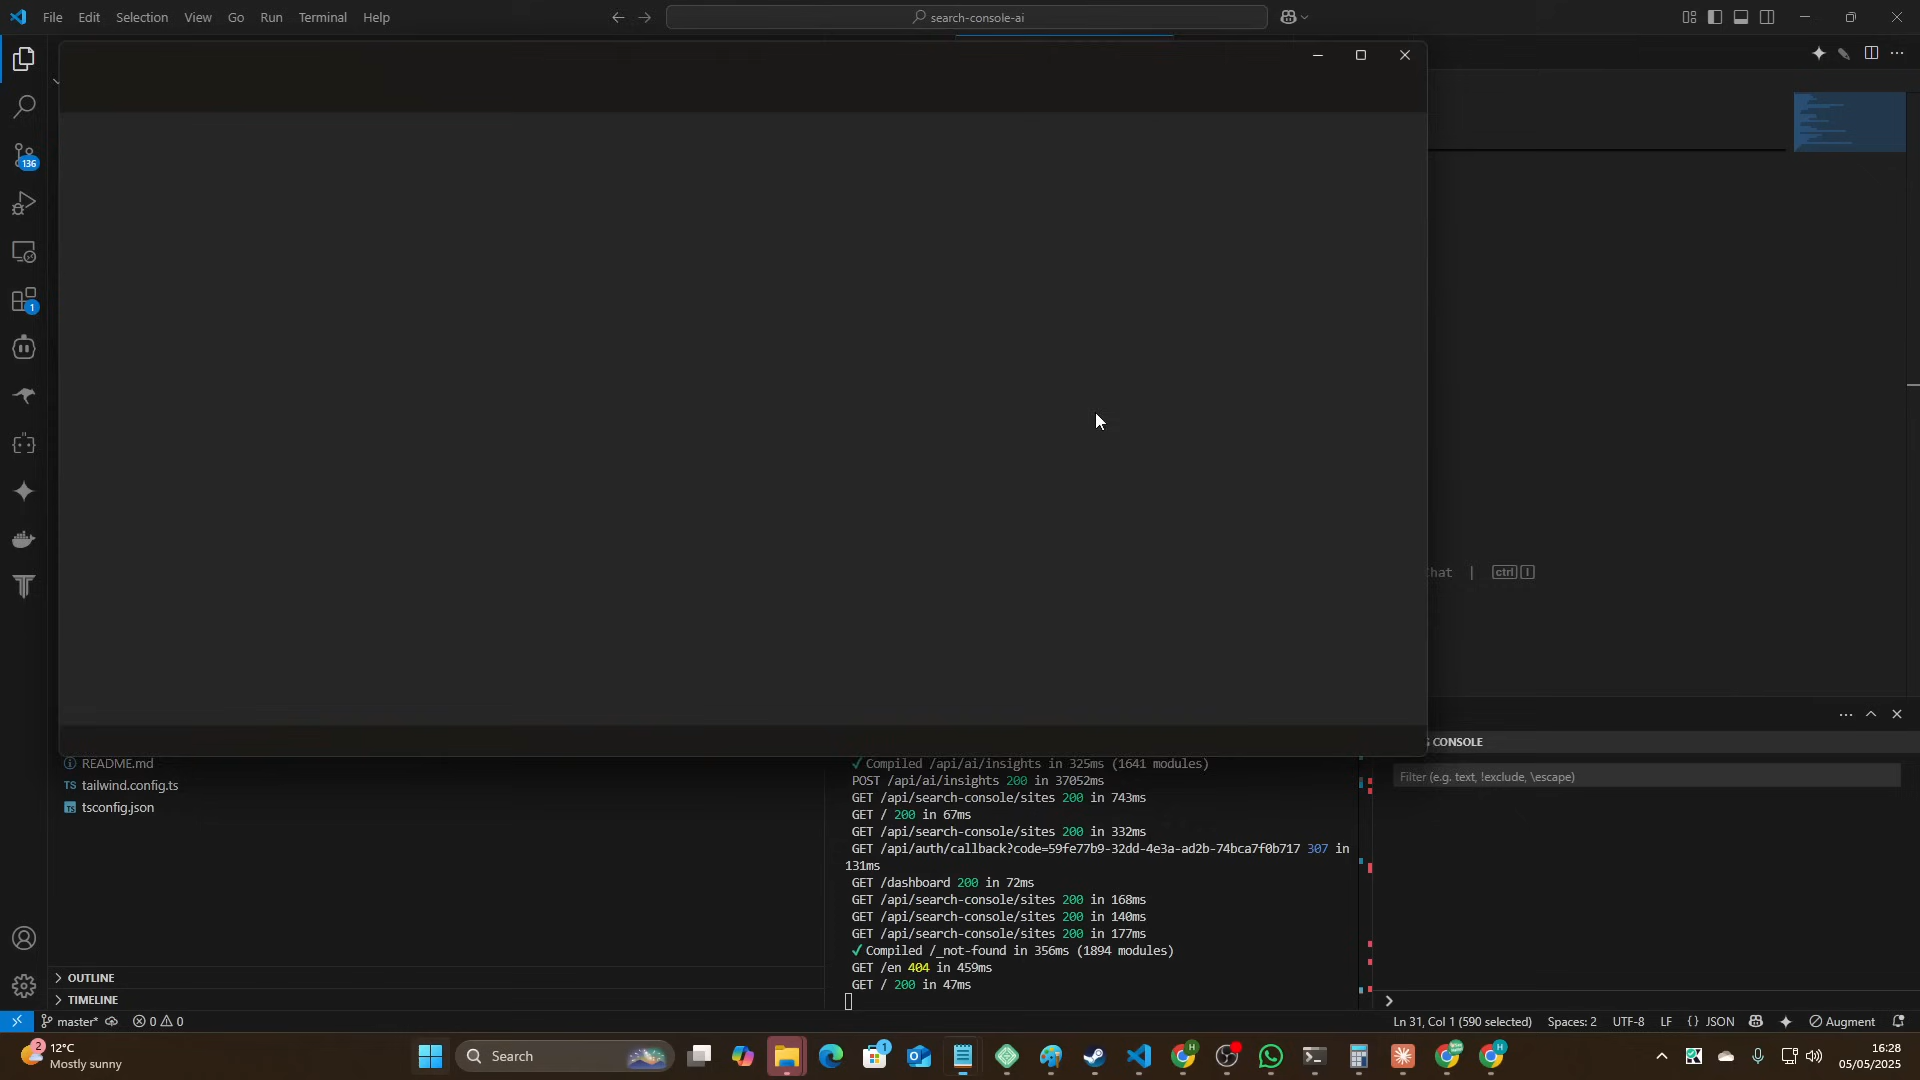 File Edit Selection View Go Run Terminal Help
search-console-ai
136
1
Chat | ctrl I
CONSOLE
Filter (e.g. text, !exclude, \escape)
README.md
tailwind.config.ts
tsconfig.json
OUTLINE
TIMELINE
✓ Compiled /api/ai/insights in 325ms (1641 modules)
POST /api/ai/insights 200 in 37052ms
GET /api/search-console/sites 200 in 743ms
GET / 200 in 67ms
GET /api/search-console/sites 200 in 332ms
GET /api/auth/callback?code=59fe77b9-32dd-4e3a-ad2b-74bca7f0b717 307 in
131ms
GET /dashboard 200 in 72ms
GET /api/search-console/sites 200 in 168ms
GET /api/search-console/sites 200 in 140ms
GET /api/search-console/sites 200 in 177ms
✓ Compiled /_not-found in 356ms (1894 modules)
GET /en 404 in 459ms
GET / 200 in 47ms
master* 0 0 Ln 31, Col 1 (590 selected) Spaces: 2 UTF-8 LF {} JSON Augment
2 12°C
Mostly sunny
Search
1
16:28
05/05/2025